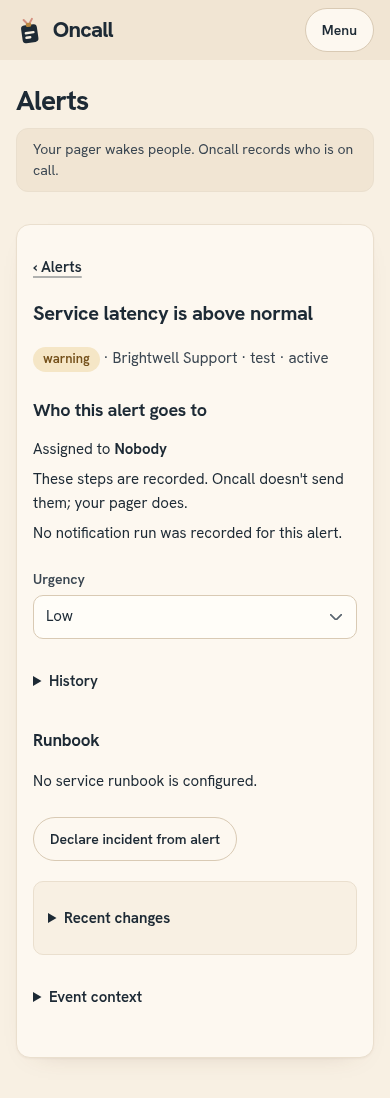 Oncall
Menu
Alerts
Your pager wakes people. Oncall records who is on
call.
‹ Alerts
Service latency is above normal
warning · Brightwell Support · test · active
Who this alert goes to
Assigned to Nobody
These steps are recorded. Oncall doesn't send
them; your pager does.
No notification run was recorded for this alert.
Urgency
Low
History
Runbook
No service runbook is configured.
Declare incident from alert
Recent changes
Event context